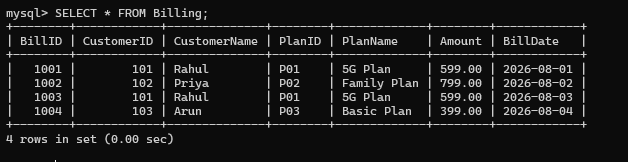 mysql> SELECT * FROM Billing;
+--------+------------+--------------+--------+-------------+--------+------------+
| BillID | CustomerID | CustomerName | PlanID | PlanName    | Amount | BillDate   |
+--------+------------+--------------+--------+-------------+--------+------------+
|   1001 |        101 | Rahul        | P01    | 5G Plan     | 599.00 | 2026-08-01 |
|   1002 |        102 | Priya        | P02    | Family Plan | 799.00 | 2026-08-02 |
|   1003 |        101 | Rahul        | P01    | 5G Plan     | 599.00 | 2026-08-03 |
|   1004 |        103 | Arun         | P03    | Basic Plan  | 399.00 | 2026-08-04 |
+--------+------------+--------------+--------+-------------+--------+------------+
4 rows in set (0.00 sec)